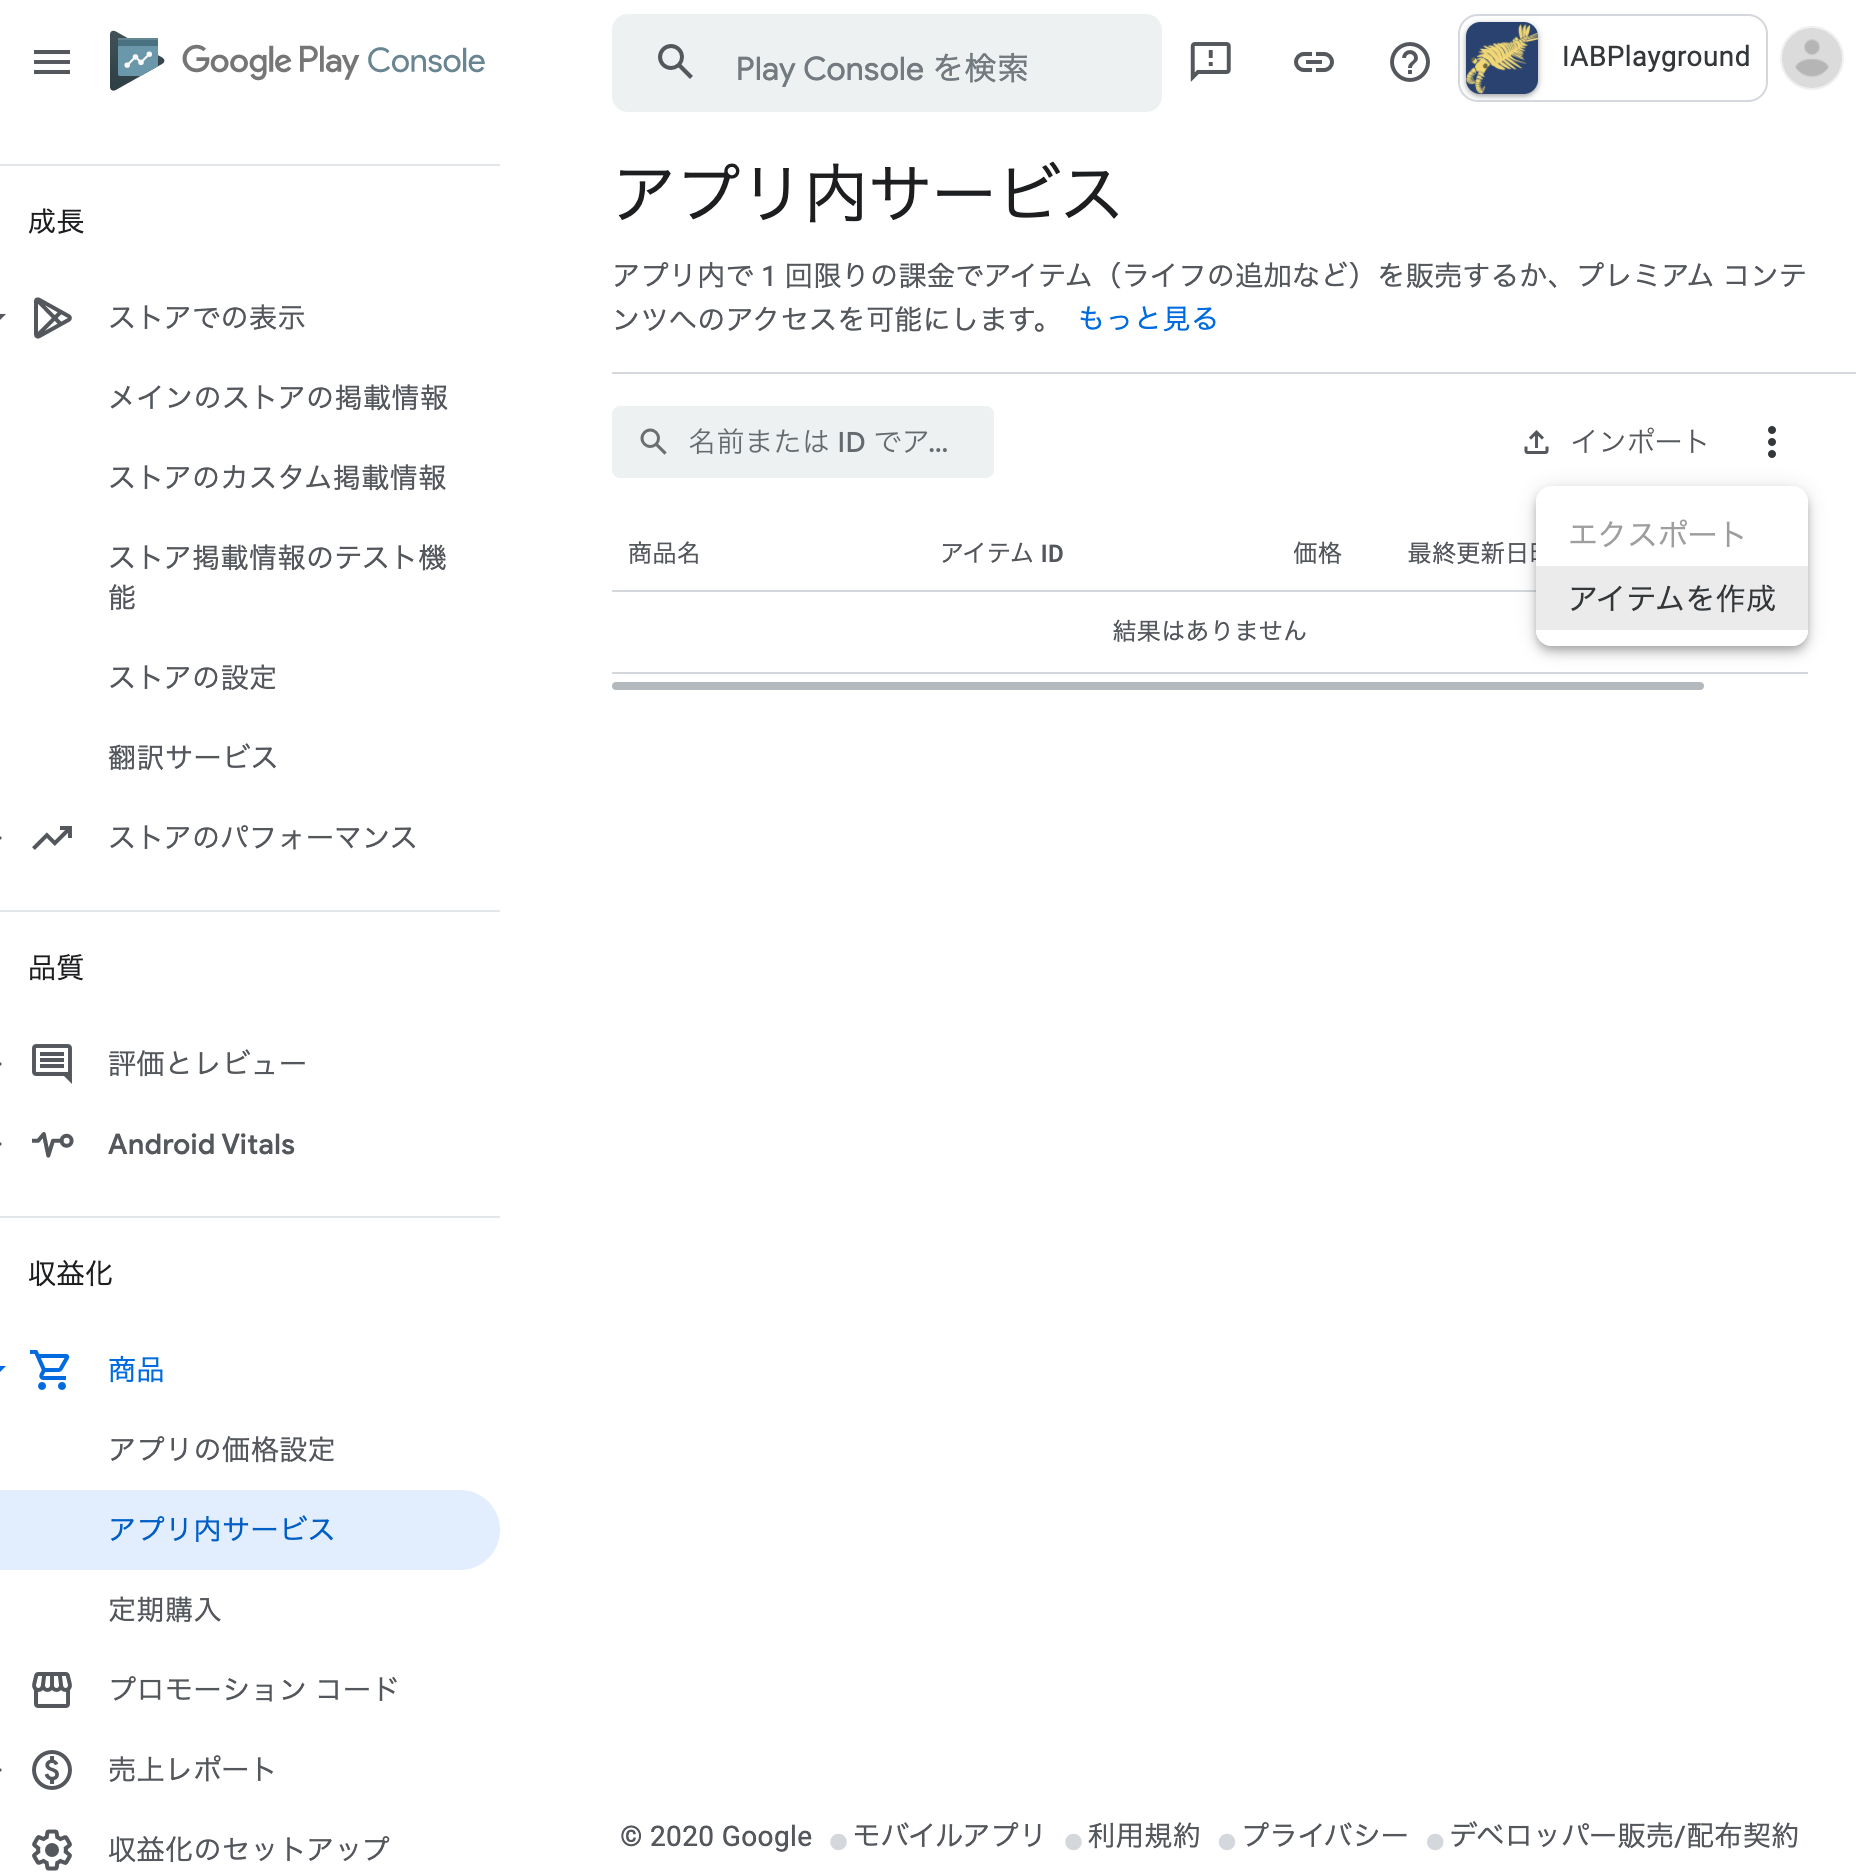 Google Play Console
Play Console を検索
IABPlayground
成長
ストアでの表示
メインのストアの掲載情報
ストアのカスタム掲載情報
ストア掲載情報のテスト機
能
ストアの設定
翻訳サービス
ストアのパフォーマンス
品質
評価とレビュー
Android Vitals
収益化
商品
アプリの価格設定
アプリ内サービス
定期購入
プロモーション コード
売上レポート
収益化のセットアップ
アプリ内サービス
アプリ内で 1 回限りの課金でアイテム（ライフの追加など）を販売するか、プレミアム コンテ
ンツへのアクセスを可能にします。 もっと見る
名前または ID でア...
インポート
エクスポート
アイテムを作成
商品名 アイテム ID 価格 最終更新日
結果はありません
© 2020 Google モバイルアプリ 利用規約 プライバシー デベロッパー販売/配布契約